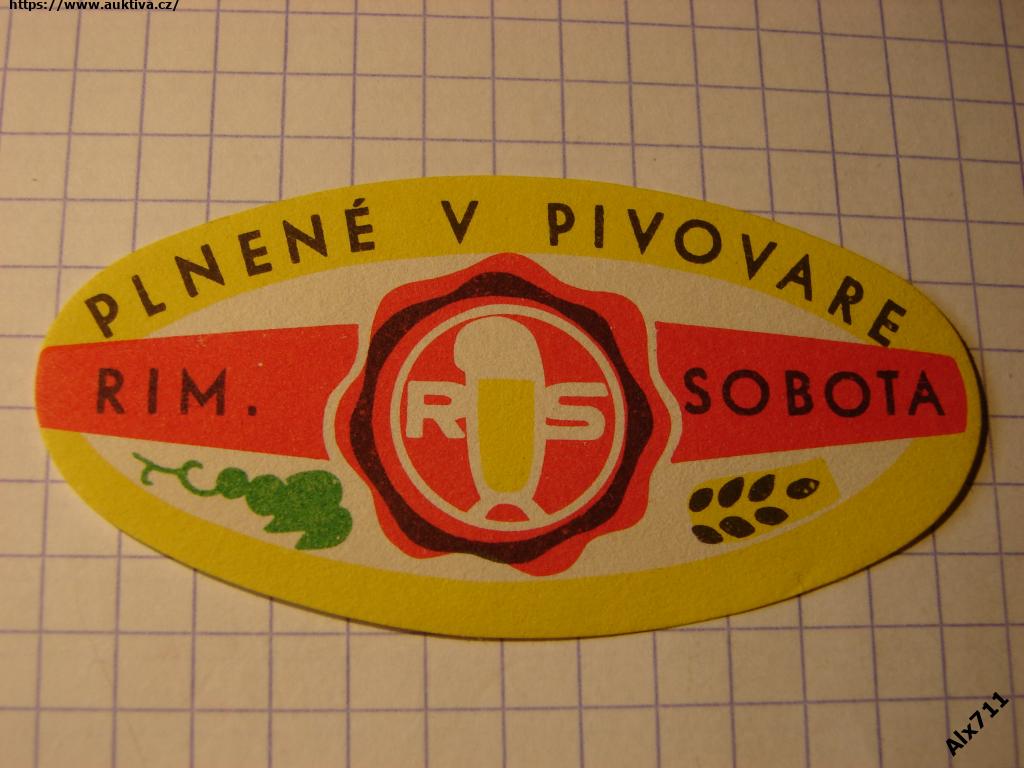 https://www.auktiva.cz/
PLNENÉ V PIVOVARE
RIM. SOBOTA
RS
Alx711